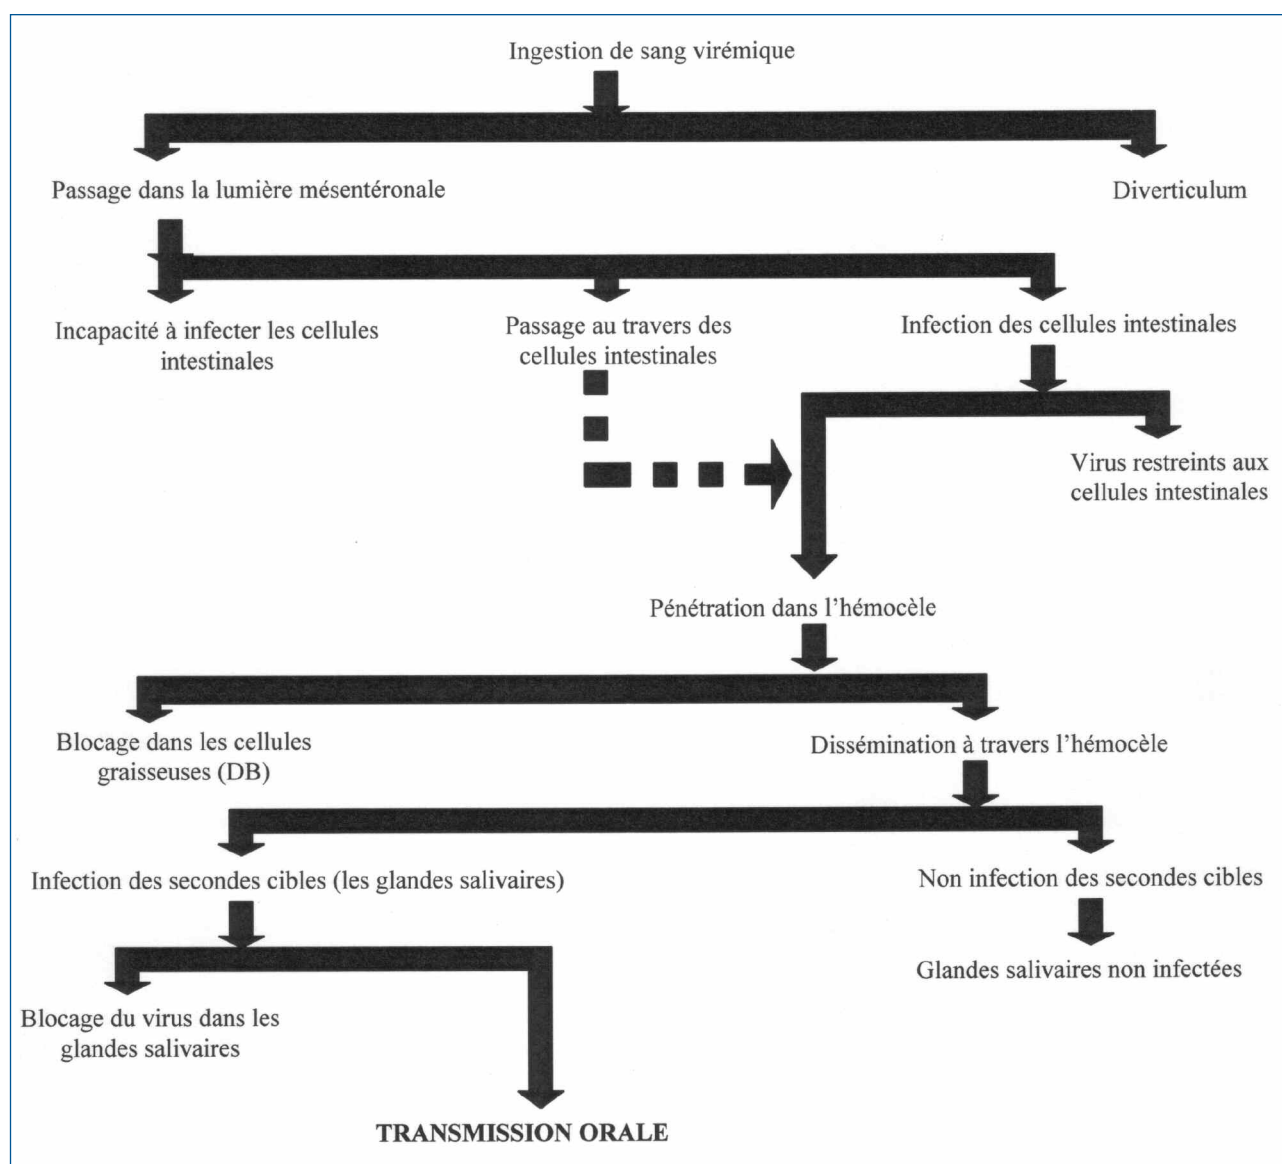 Ingestion de sang virémique
Passage dans la lumière mésentéronale
Diverticulum
Incapacité à infecter les cellules
intestinales
Passage au travers des
cellules intestinales
Infection des cellules intestinales
Virus restreints aux
cellules intestinales
Pénétration dans l'hémocèle
Blocage dans les cellules
graisseuses (DB)
Dissémination à travers l'hémocèle
Infection des secondes cibles (les glandes salivaires)
Non infection des secondes cibles
Glandes salivaires non infectées
Blocage du virus dans les
glandes salivaires
TRANSMISSION ORALE